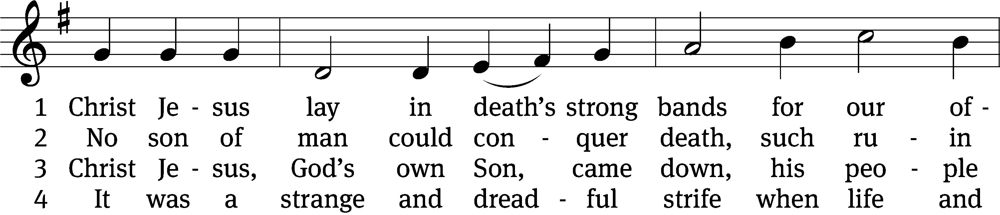 1 Christ Je - sus lay in death’s strong bands for our of -
2 No son of man could con - quer death, such ru - in
3 Christ Je - sus, God’s own Son, came down, his peo - ple
4 It was a strange and dread - ful strife when life and